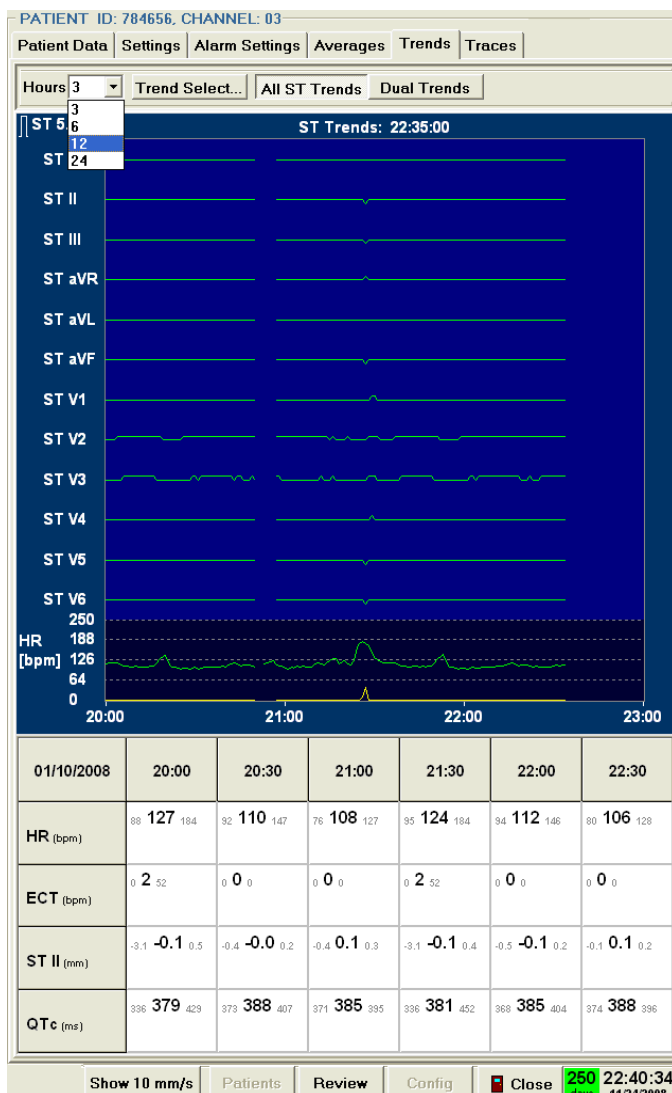 PATIENT ID: 784656, CHANNEL: 03
Patient Data Settings Alarm Settings Averages Trends Traces
Hours 3 Trend Select... All ST Trends Dual Trends
3
6
12
24
ST 5. ST Trends: 22:35:00
ST
ST II
ST III
ST aVR
ST aVL
ST aVF
ST V1
ST V2
ST V3
ST V4
ST V5
ST V6
250
HR 188
[bpm] 126
64
0
20:00 21:00 22:00 23:00
01/10/2008 20:00 20:30 21:00 21:30 22:00 22:30
HR (bpm) 88 127 184 92 110 147 76 108 127 95 124 184 94 112 146 80 106 128
ECT (bpm) 0 2 52 0 0 0 0 0 0 0 2 52 0 0 0 0 0 0
ST II (mm) -3.1 -0.1 0.5 -0.4 -0.0 0.2 -0.4 0.1 0.3 -3.1 -0.1 0.4 -0.5 -0.1 0.2 -0.1 0.1 0.2
QTc (ms) 336 379 429 373 388 407 371 385 395 336 381 452 368 385 404 374 388 396
Show 10 mm/s Patients Review Config Close 250 22:40:34